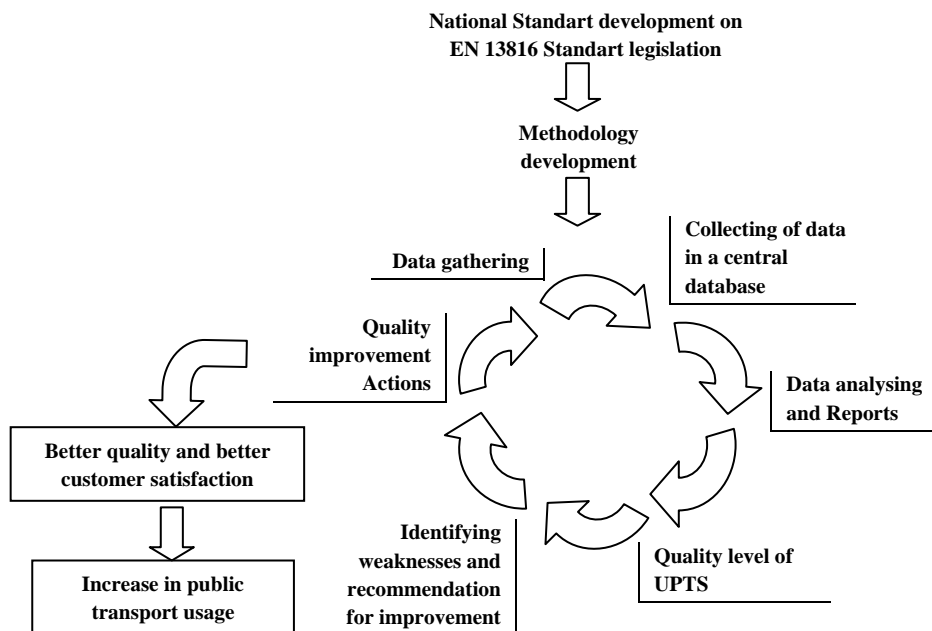 National Standart development on
EN 13816 Standart legislation
Methodology
development
Data gathering
Collecting of data
in a central
database
Data analysing
and Reports
Quality level of
UPTS
Identifying
weaknesses and
recommendation
for improvement
Quality
improvement
Actions
Better quality and better
customer satisfaction
Increase in public
transport usage